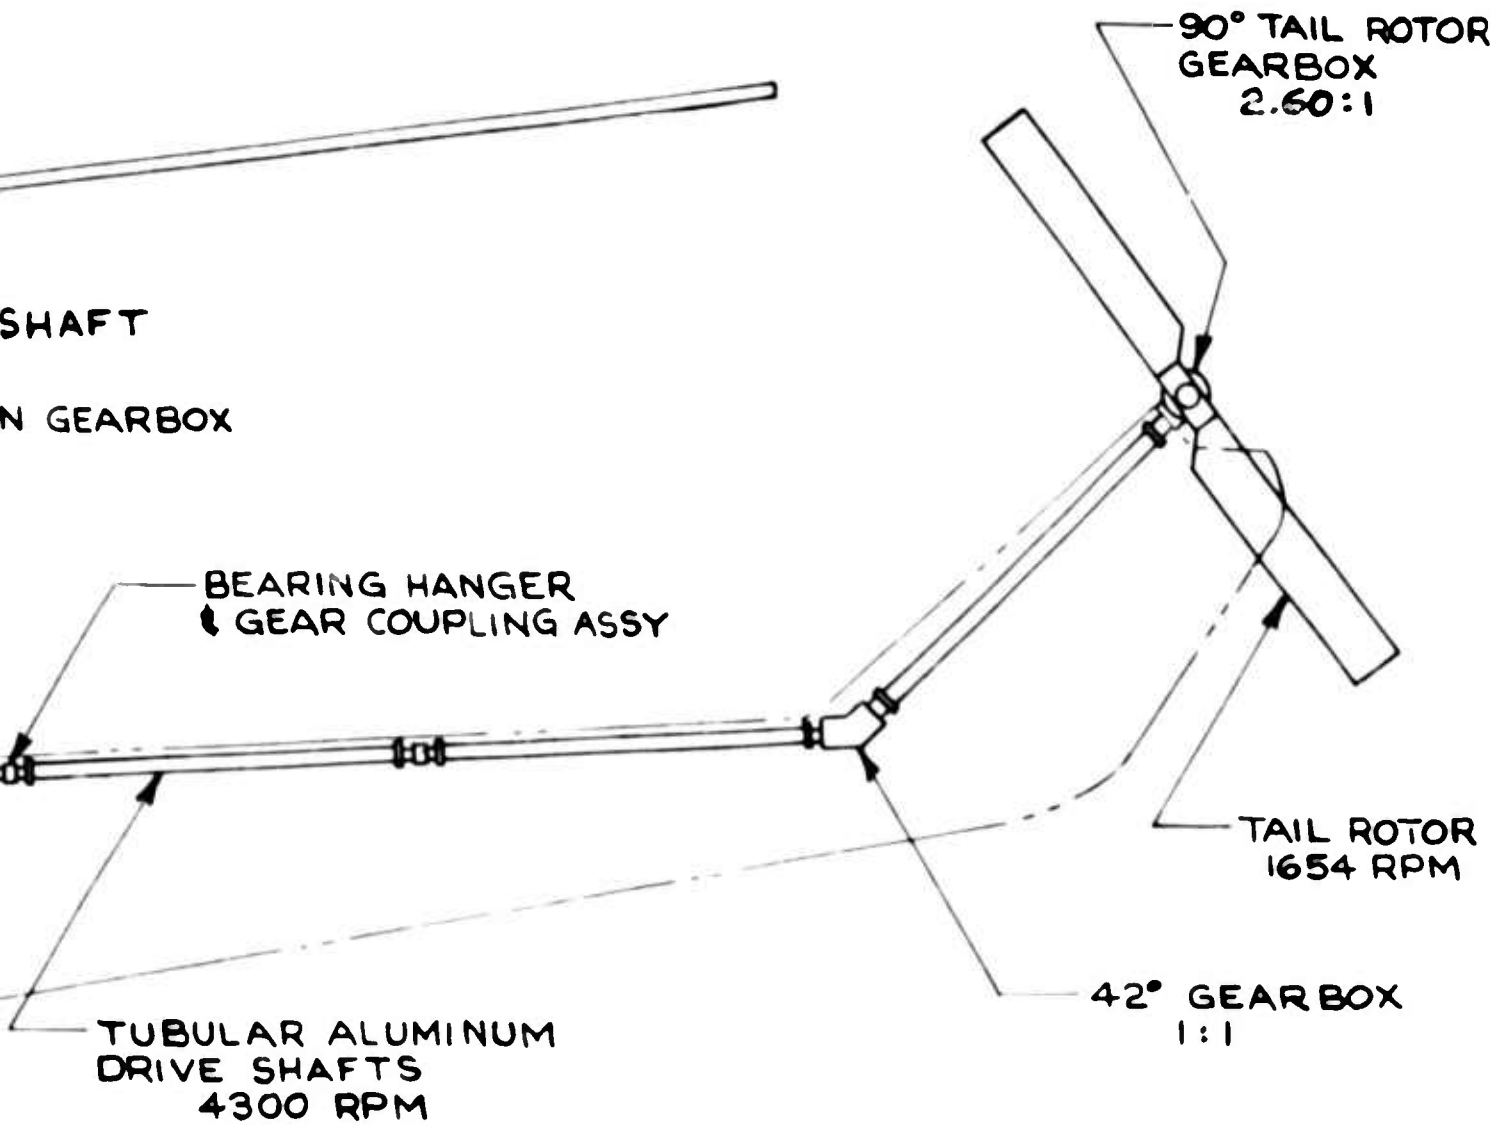 90° TAIL ROTOR
GEARBOX
2.60:1
SHAFT
N GEARBOX
BEARING HANGER
& GEAR COUPLING ASSY
TAIL ROTOR
1654 RPM
42° GEARBOX
1:1
TUBULAR ALUMINUM
DRIVE SHAFTS
4300 RPM